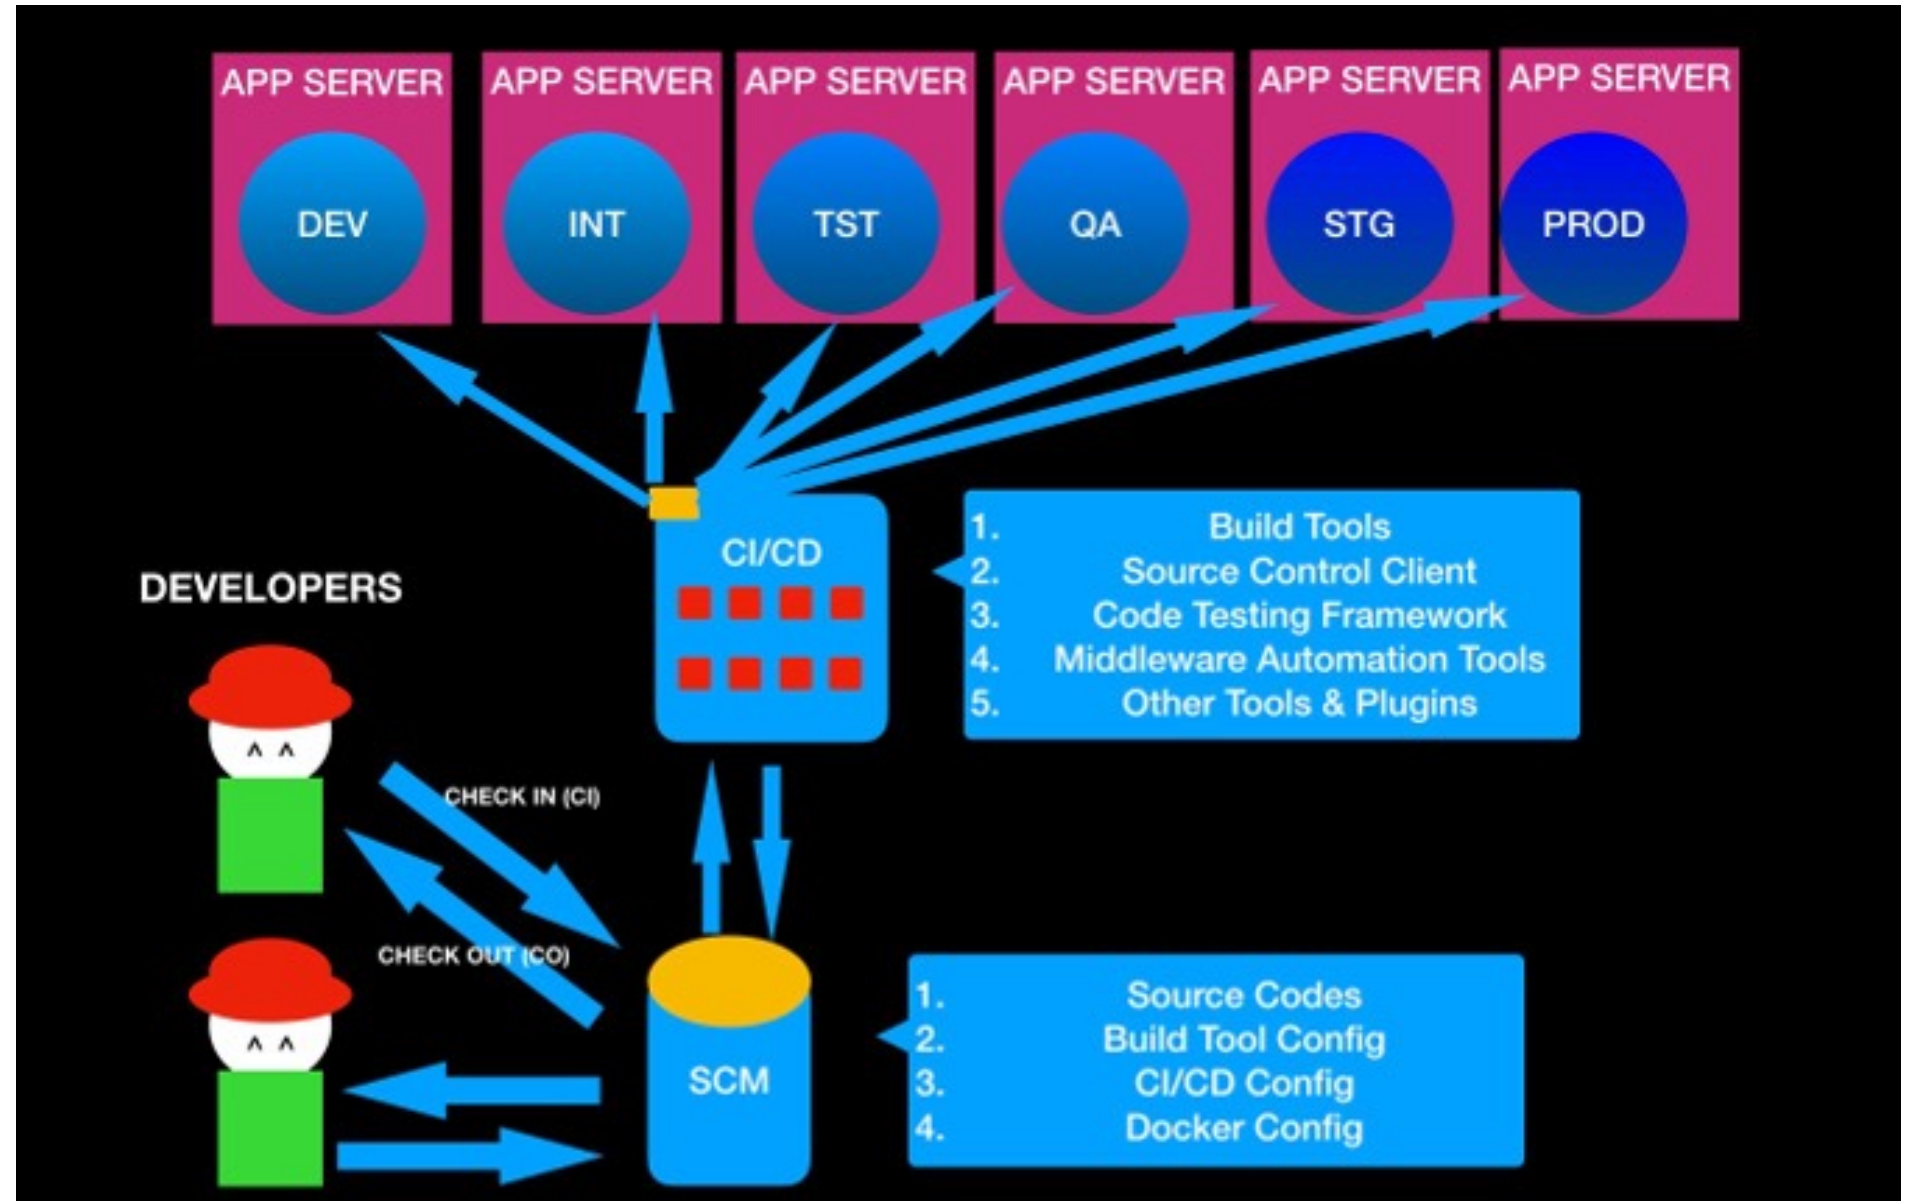 APP SERVER APP SERVER APP SERVER APP SERVER APP SERVER APP SERVER
DEV INT TST QA STG PROD
CI/CD
1. Build Tools
2. Source Control Client
3. Code Testing Framework
4. Middleware Automation Tools
5. Other Tools & Plugins
DEVELOPERS
^ ^
CHECK IN (CI)
CHECK OUT (CO)
^ ^
SCM
1. Source Codes
2. Build Tool Config
3. CI/CD Config
4. Docker Config